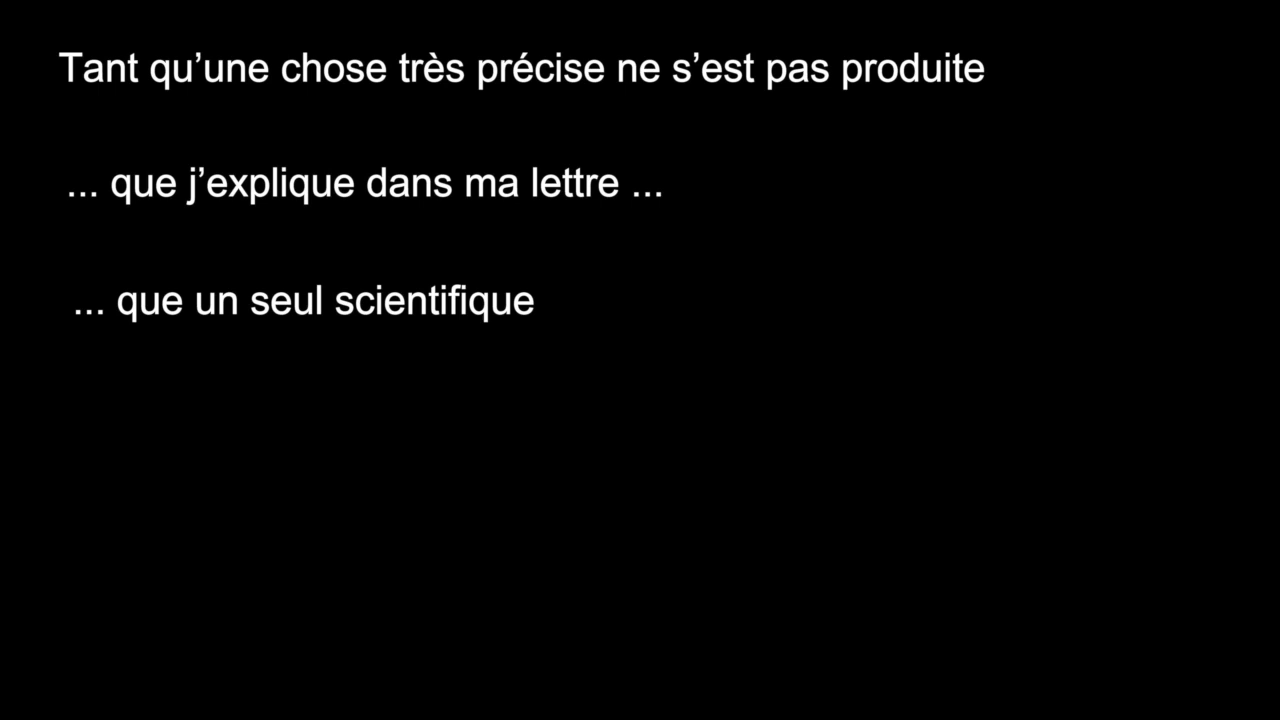 Tant qu’une chose très précise ne s’est pas produite
... que j’explique dans ma lettre ...
... que un seul scientifique